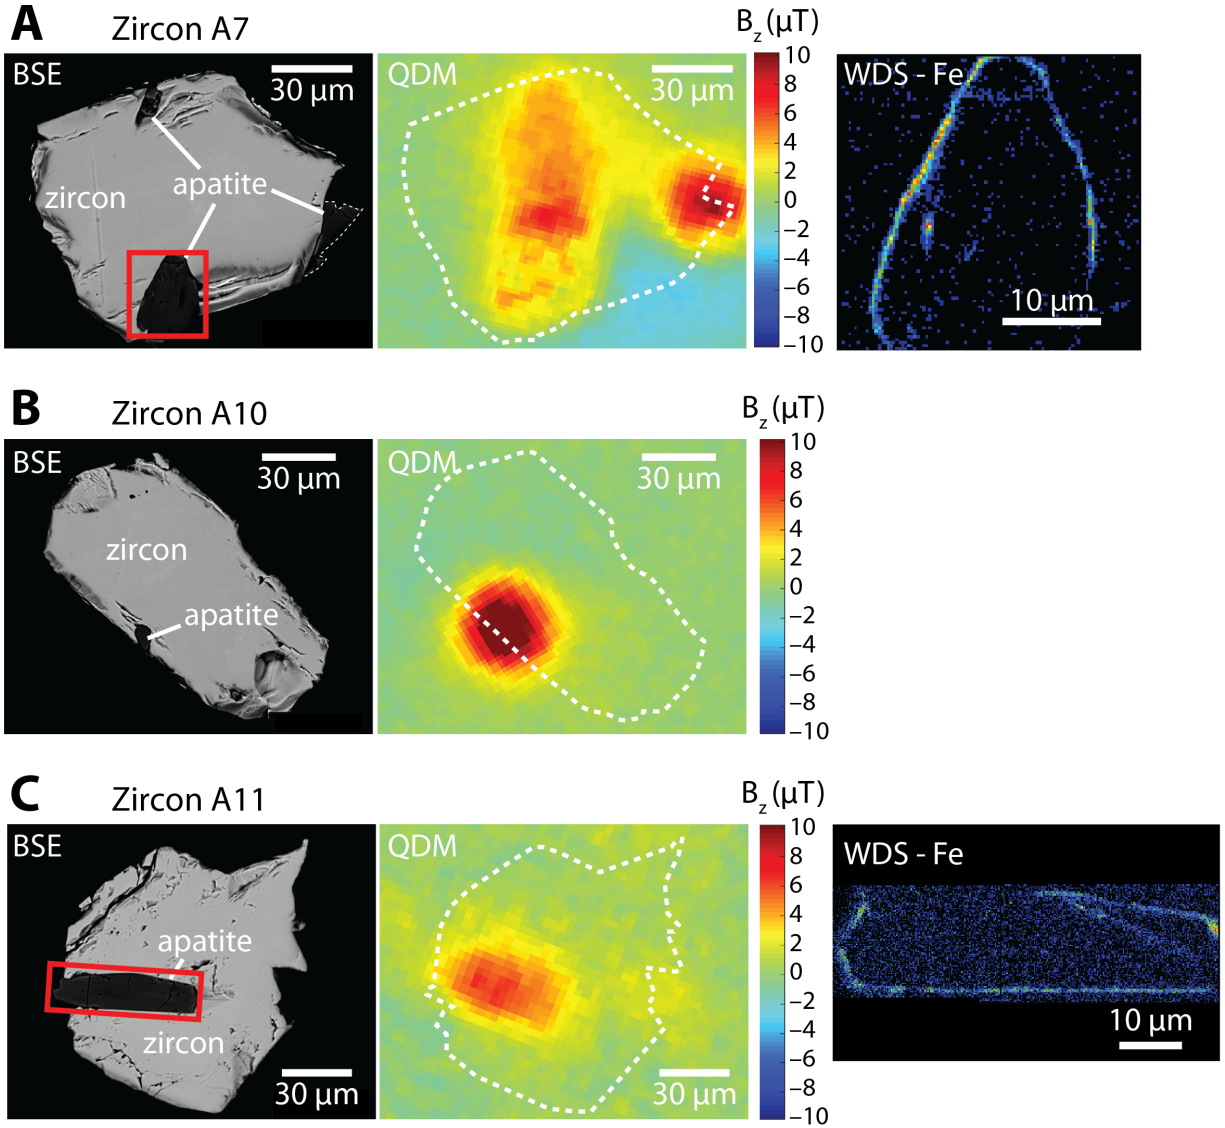 A Zircon A7
BSE
30 µm
zircon
apatite
QDM
30 µm
B_z (µT)
10
8
6
4
2
0
−2
−4
−6
−8
−10
WDS - Fe
10 µm
B Zircon A10
BSE
30 µm
zircon
apatite
QDM
30 µm
B_z (µT)
10
8
6
4
2
0
−2
−4
−6
−8
−10
C Zircon A11
BSE
apatite
zircon
30 µm
QDM
30 µm
B_z (µT)
10
8
6
4
2
0
−2
−4
−6
−8
−10
WDS - Fe
10 µm